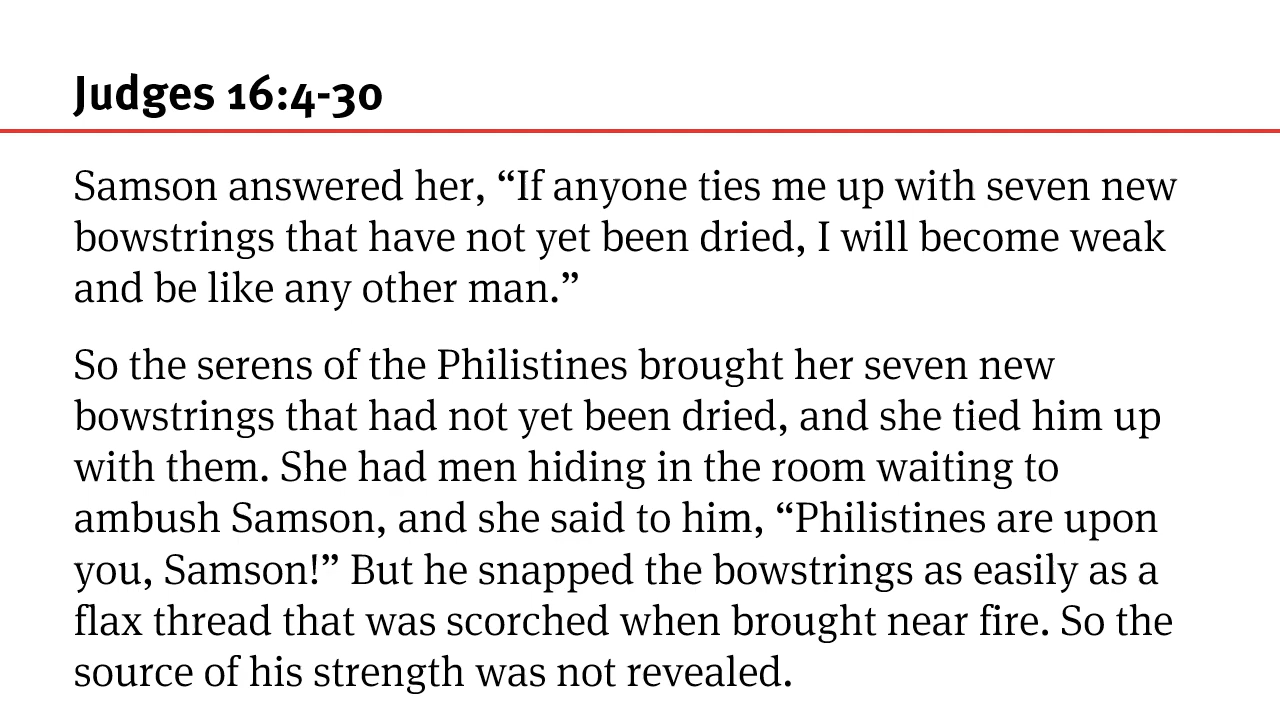 Judges 16:4-30
Samson answered her, “If anyone ties me up with seven new
bowstrings that have not yet been dried, I will become weak
and be like any other man.”
So the serens of the Philistines brought her seven new
bowstrings that had not yet been dried, and she tied him up
with them. She had men hiding in the room waiting to
ambush Samson, and she said to him, “Philistines are upon
you, Samson!” But he snapped the bowstrings as easily as a
flax thread that was scorched when brought near fire. So the
source of his strength was not revealed.